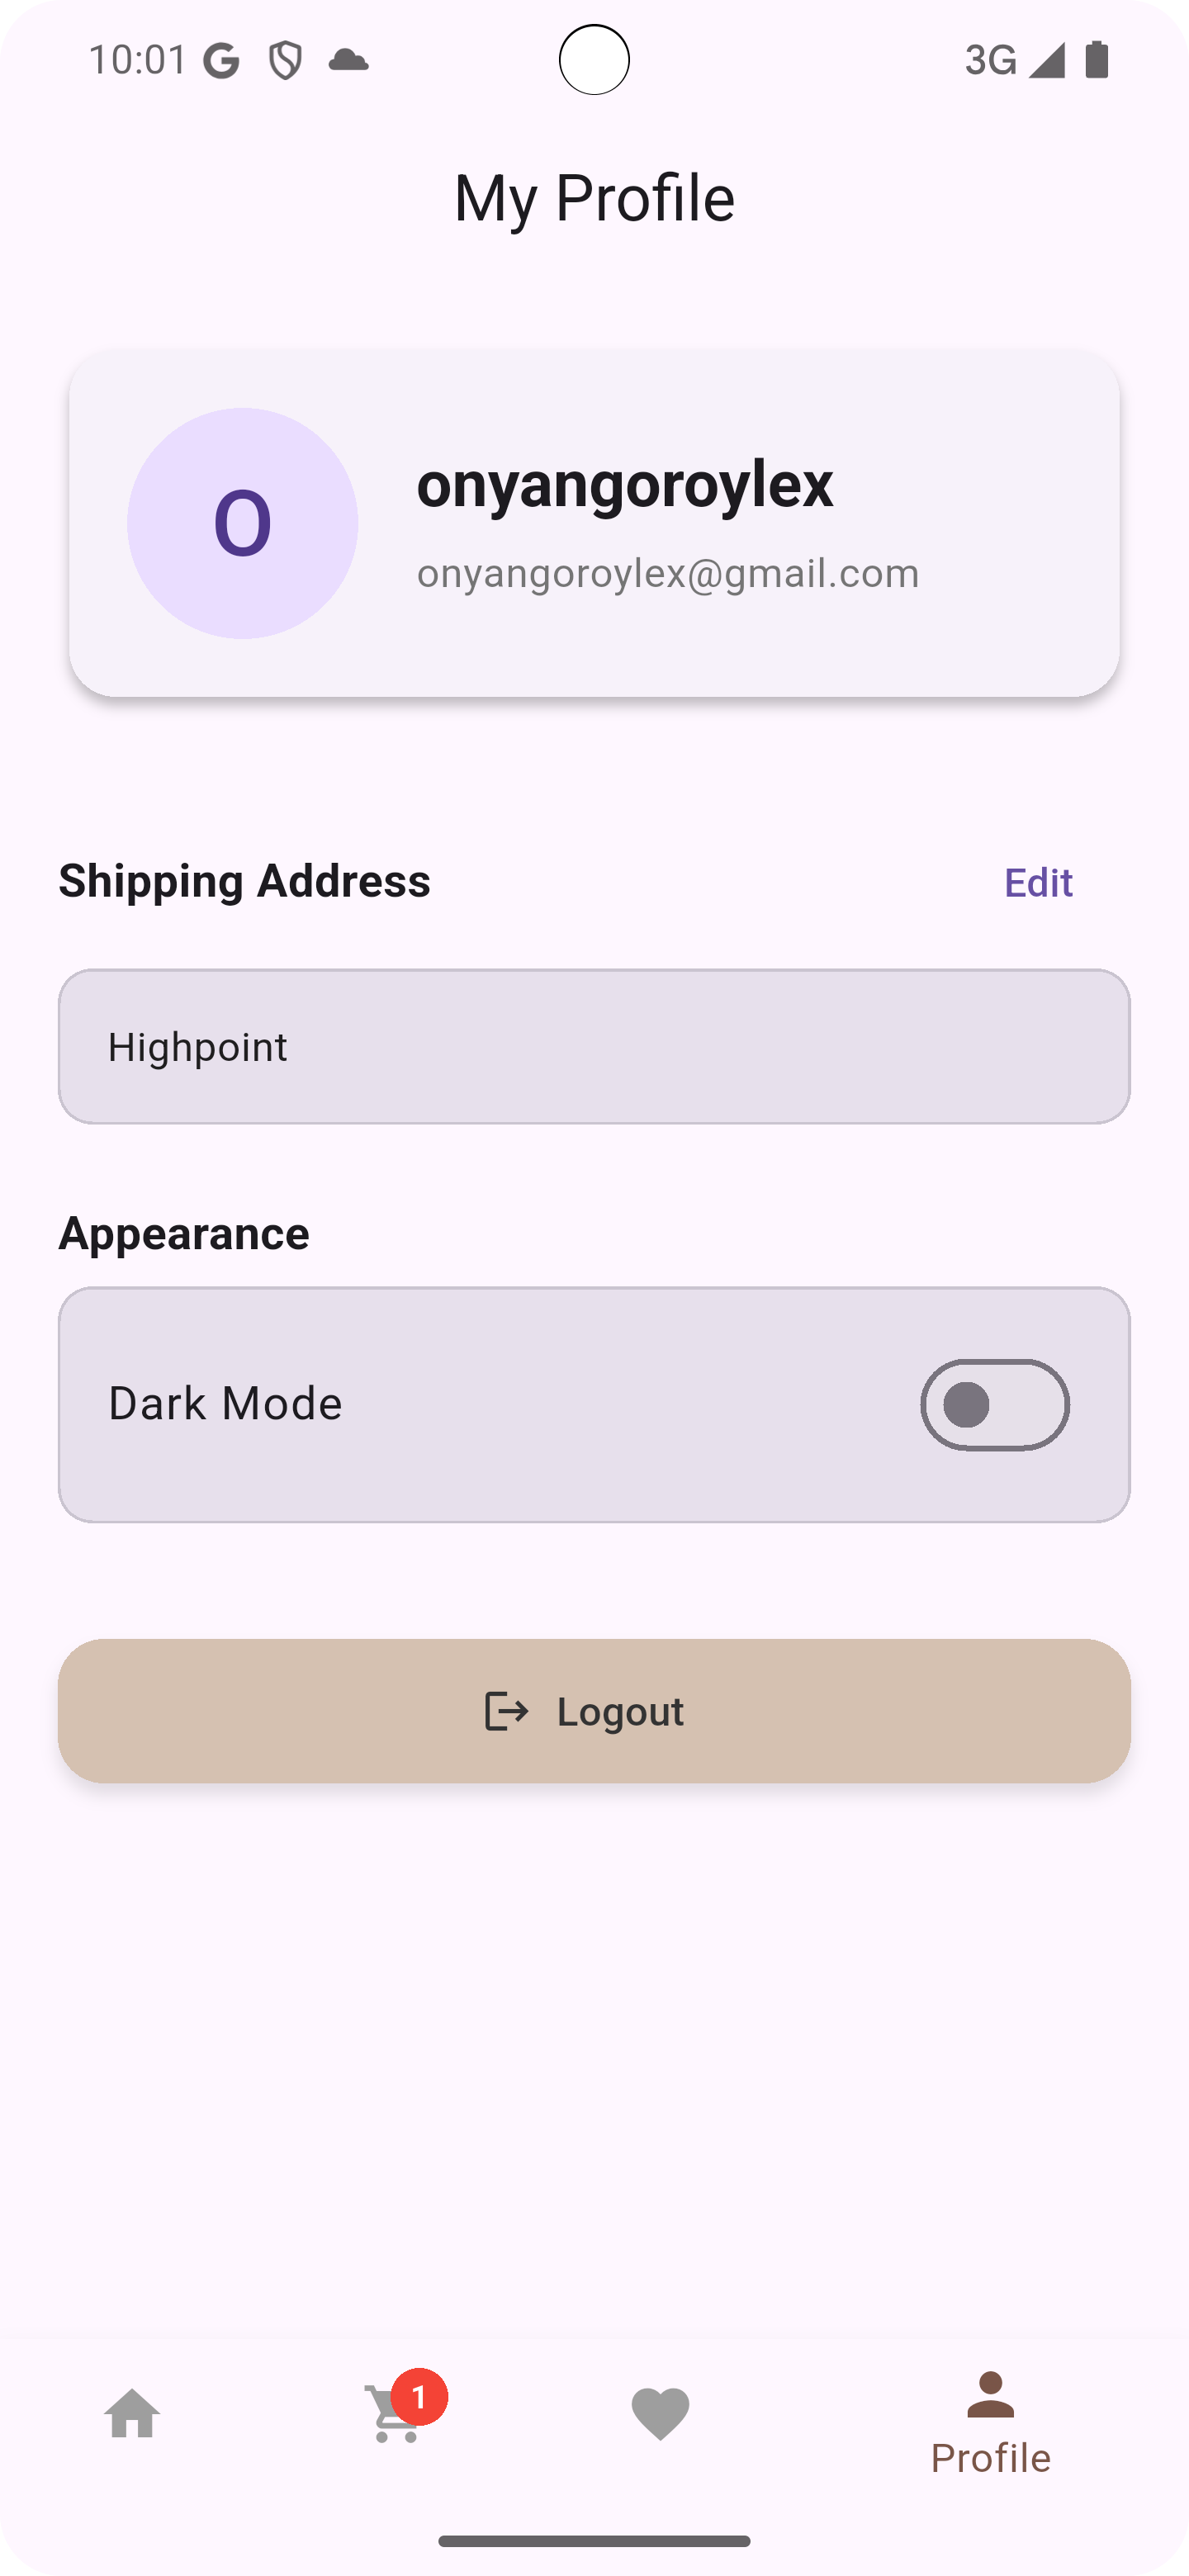 10:01 3G
My Profile
O
onyangoroylex
onyangoroylex@gmail.com
Shipping Address Edit
Highpoint
Appearance
Dark Mode
Logout
1
Profile